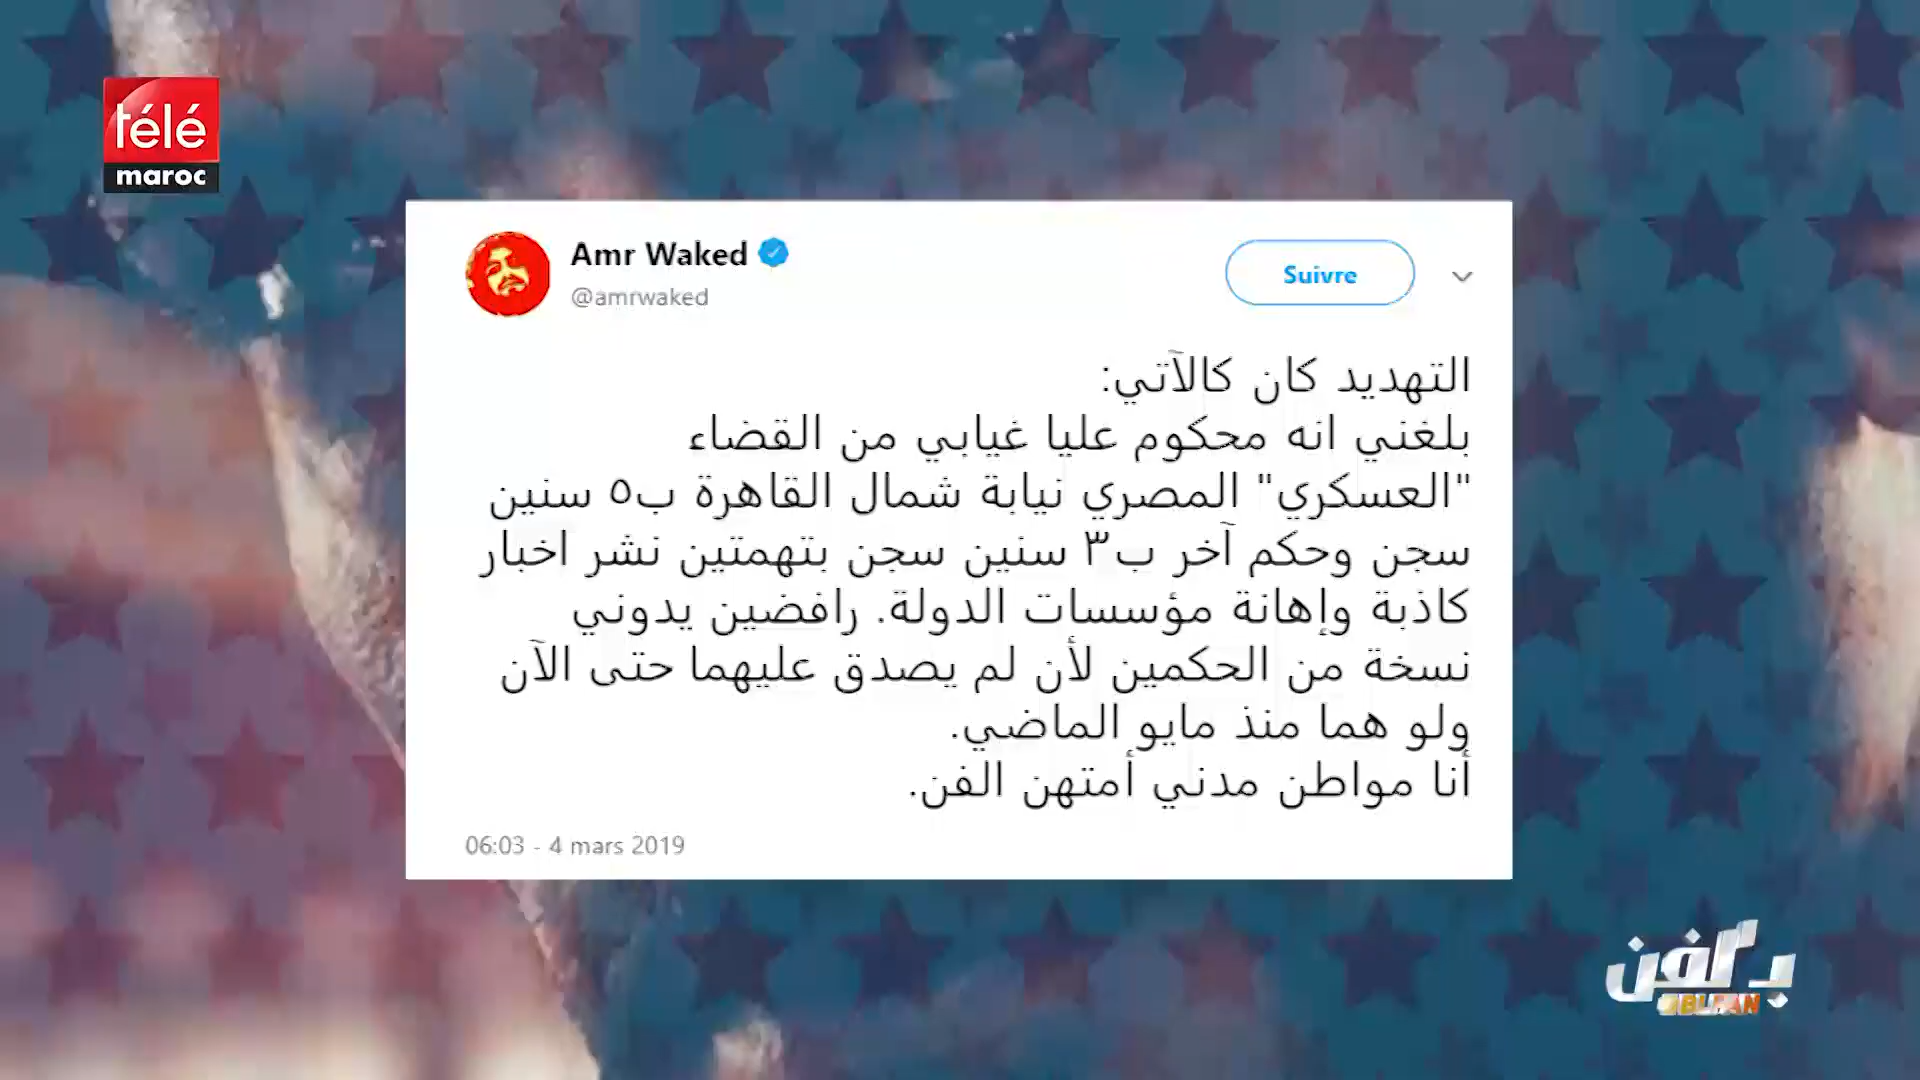 télé
maroc
Amr Waked
@amrwaked
Suivre
التهديد كان كالآتي:
بلغني انه محكوم عليا غيابي من القضاء
"العسكري" المصري نيابة شمال القاهرة ب٥ سنين
سجن وحكم آخر ب٣ سنين سجن بتهمتين نشر اخبار
كاذبة وإهانة مؤسسات الدولة. رافضين يدوني
نسخة من الحكمين لأن لم يصدق عليهما حتى الآن
ولو هما منذ مايو الماضي.
أنا مواطن مدني أمتهن الفن.
06:03 - 4 mars 2019